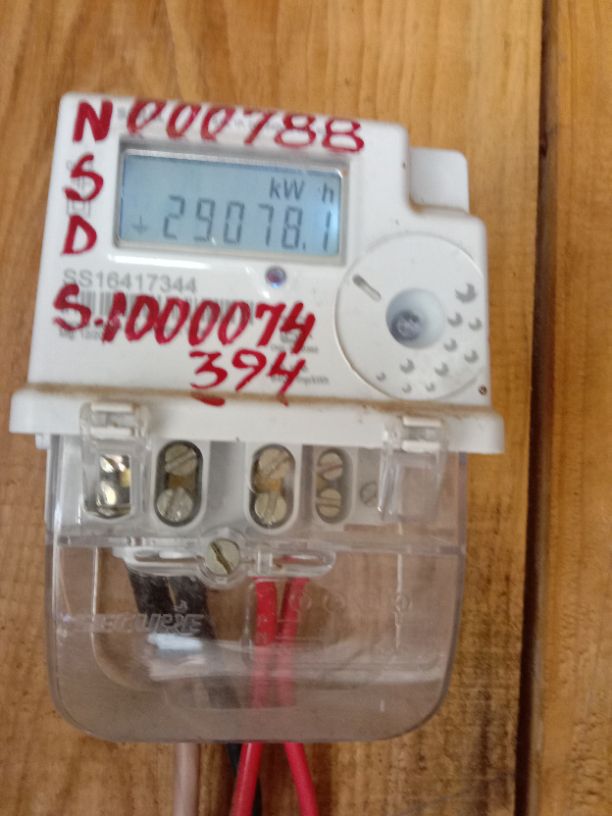 N000788
kW h
S
29078.1
D
SS16417344
S.1000074
394
SECURE